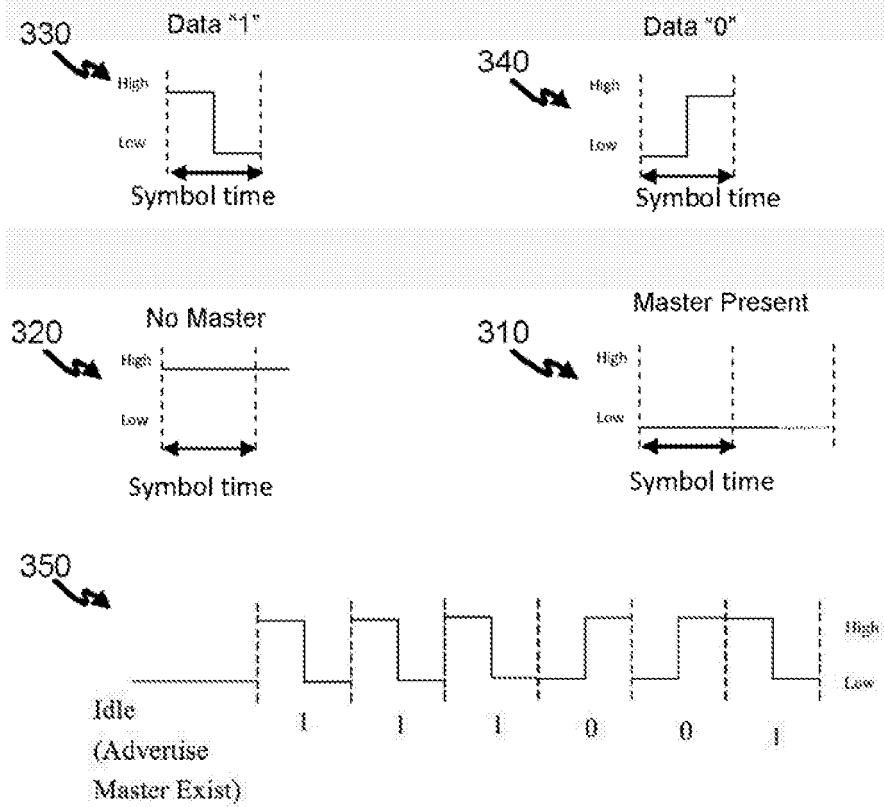 330
Data "1"
High
Low
Symbol time
340
Data "0"
High
Low
Symbol time
320
No Master
High
Low
Symbol time
310
Master Present
High
Low
Symbol time
350
High
Low
Idle
(Advertise
Master Exist)
1 1 1 0 0 1